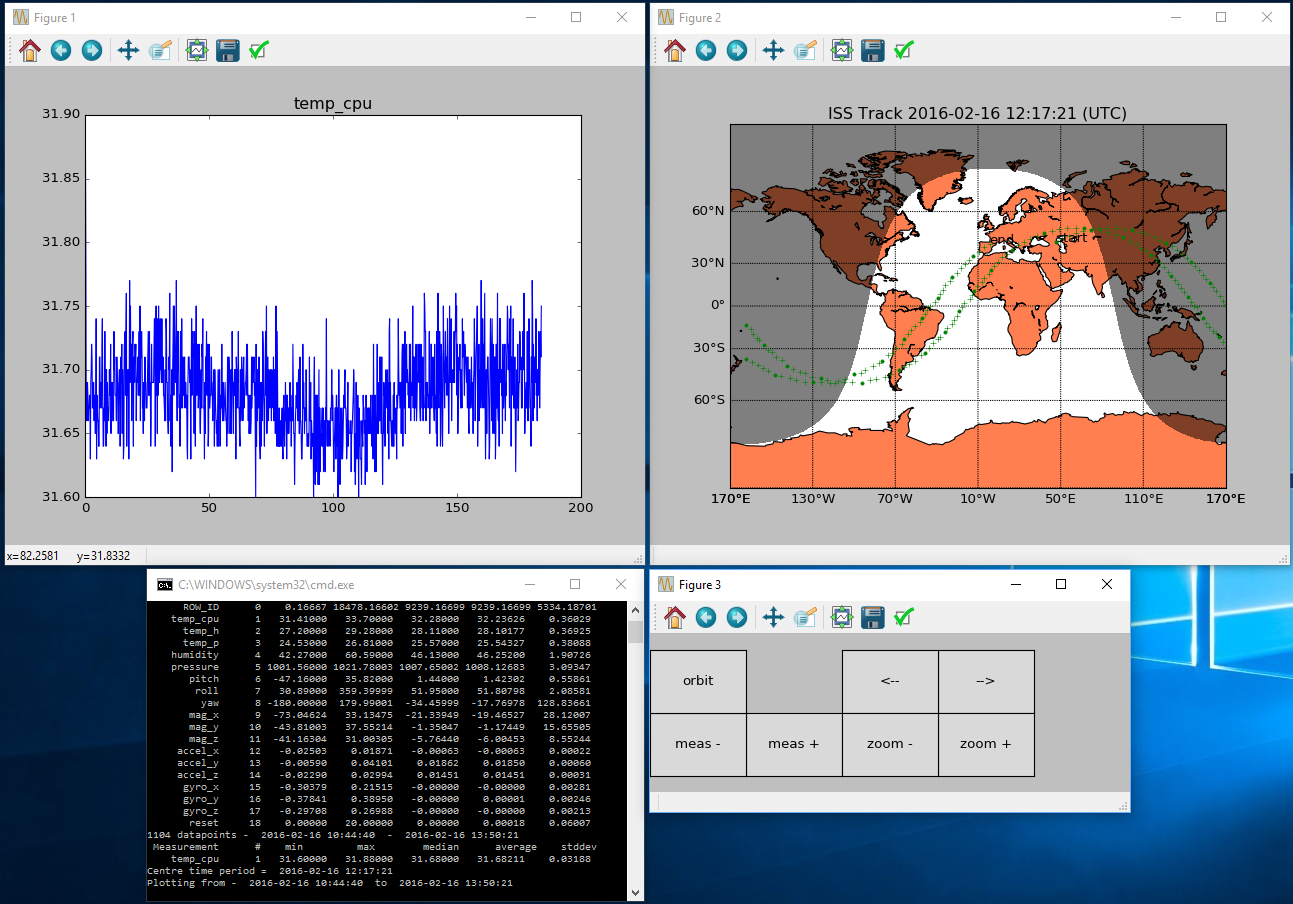 Figure 1
temp_cpu
31.90
31.85
31.80
31.75
31.70
31.65
31.60
0 50 100 150 200
x=82.2581 y=31.8332
Figure 2
ISS Track 2016-02-16 12:17:21 (UTC)
60°N
30°N
0°
30°S
60°S
end start
170°E 130°W 70°W 10°W 50°E 110°E 170°E
C:\WINDOWS\system32\cmd.exe
ROW_ID 0 0.16667 18478.16602 9239.16699 9239.16699 5334.18701
temp_cpu 1 31.41000 33.70000 32.28000 32.23626 0.36029
temp_h 2 27.20000 29.28000 28.11000 28.10177 0.36925
temp_p 3 24.53000 26.81000 25.57000 25.54327 0.38088
humidity 4 42.27000 60.59000 46.13000 46.25200 1.90726
pressure 5 1001.56000 1021.78003 1007.65002 1008.12683 3.09347
pitch 6 -47.16000 35.82000 1.44000 1.42302 0.55861
roll 7 30.89000 359.39999 51.95000 51.80798 2.08581
yaw 8 -180.00000 179.99001 -34.45999 -17.76978 128.83661
mag_x 9 -73.04624 33.13475 -21.33949 -19.46527 28.12007
mag_y 10 -43.81003 37.55214 -1.35047 -1.17449 15.65505
mag_z 11 -41.16304 31.00305 -5.76440 -6.00453 8.55244
accel_x 12 -0.02503 0.01871 -0.00063 -0.00063 0.00022
accel_y 13 -0.00590 0.04101 0.01862 0.01850 0.00060
accel_z 14 -0.02290 0.02994 0.01451 0.01451 0.00031
gyro_x 15 -0.30379 0.21515 -0.00000 -0.00000 0.00281
gyro_y 16 -0.37841 0.38950 -0.00000 0.00001 0.00246
gyro_z 17 -0.29708 0.26988 -0.00000 -0.00000 0.00213
reset 18 0.00000 20.00000 0.00000 0.00018 0.06007
1104 datapoints - 2016-02-16 10:44:40 - 2016-02-16 13:50:21
Measurement # min max median average stddev
temp_cpu 1 31.60000 31.88000 31.68000 31.68211 0.03188
Centre time period = 2016-02-16 12:17:21
Plotting from - 2016-02-16 10:44:40 to 2016-02-16 13:50:21
Figure 3
orbit <-- -->
meas - meas + zoom - zoom +